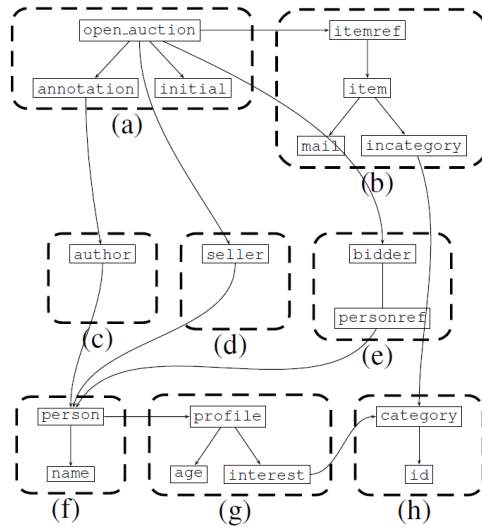 open_auction
itemref
annotation
initial
item
(a)
mail
incategory
(b)
author
seller
bidder
personref
(c)
(d)
(e)
person
profile
category
name
age
interest
id
(f)
(g)
(h)